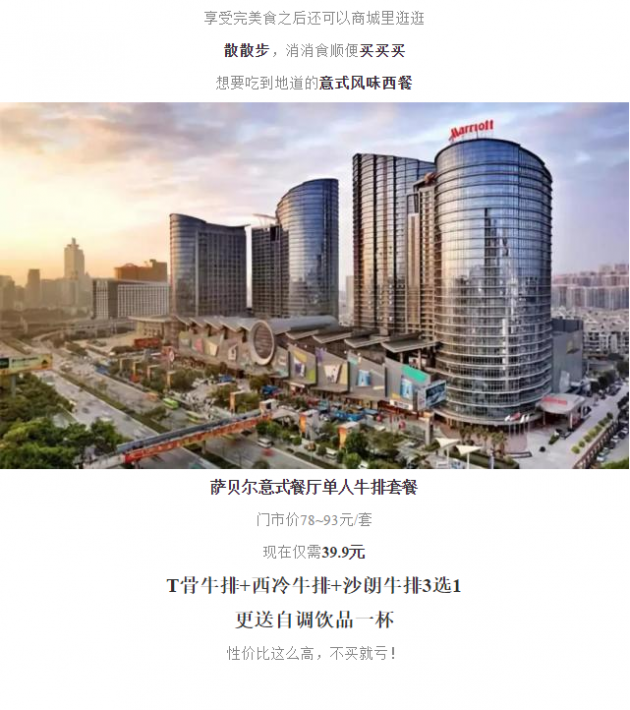 享受完美食之后还可以商城里逛逛
散散步，消消食顺便买买买
想要吃到地道的意式风味西餐
Marriott
萨贝尔意式餐厅单人牛排套餐
门市价78~93元/套
现在仅需39.9元
T骨牛排+西冷牛排+沙朗牛排3选1
更送自调饮品一杯
性价比这么高，不买就亏！